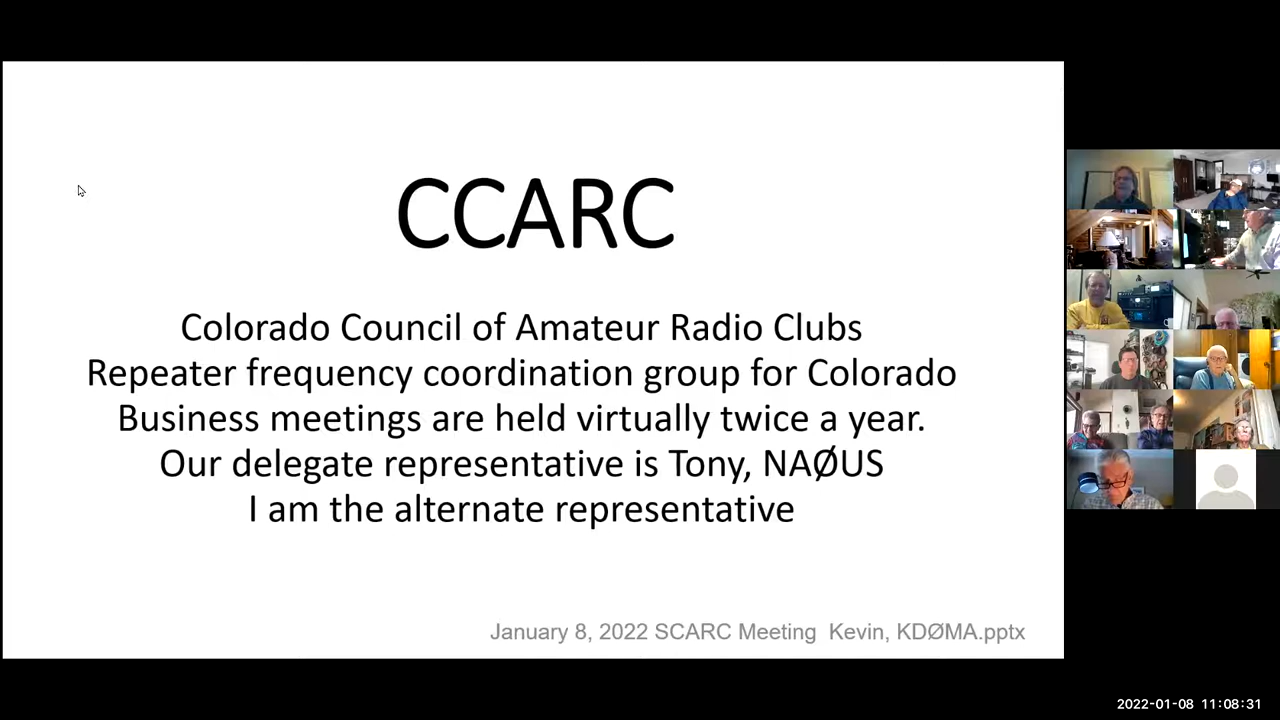 CCARC
Colorado Council of Amateur Radio Clubs
Repeater frequency coordination group for Colorado
Business meetings are held virtually twice a year.
Our delegate representative is Tony, NAØUS
I am the alternate representative
January 8, 2022 SCARC Meeting  Kevin, KDØMA.pptx
2022-01-08 11:08:31